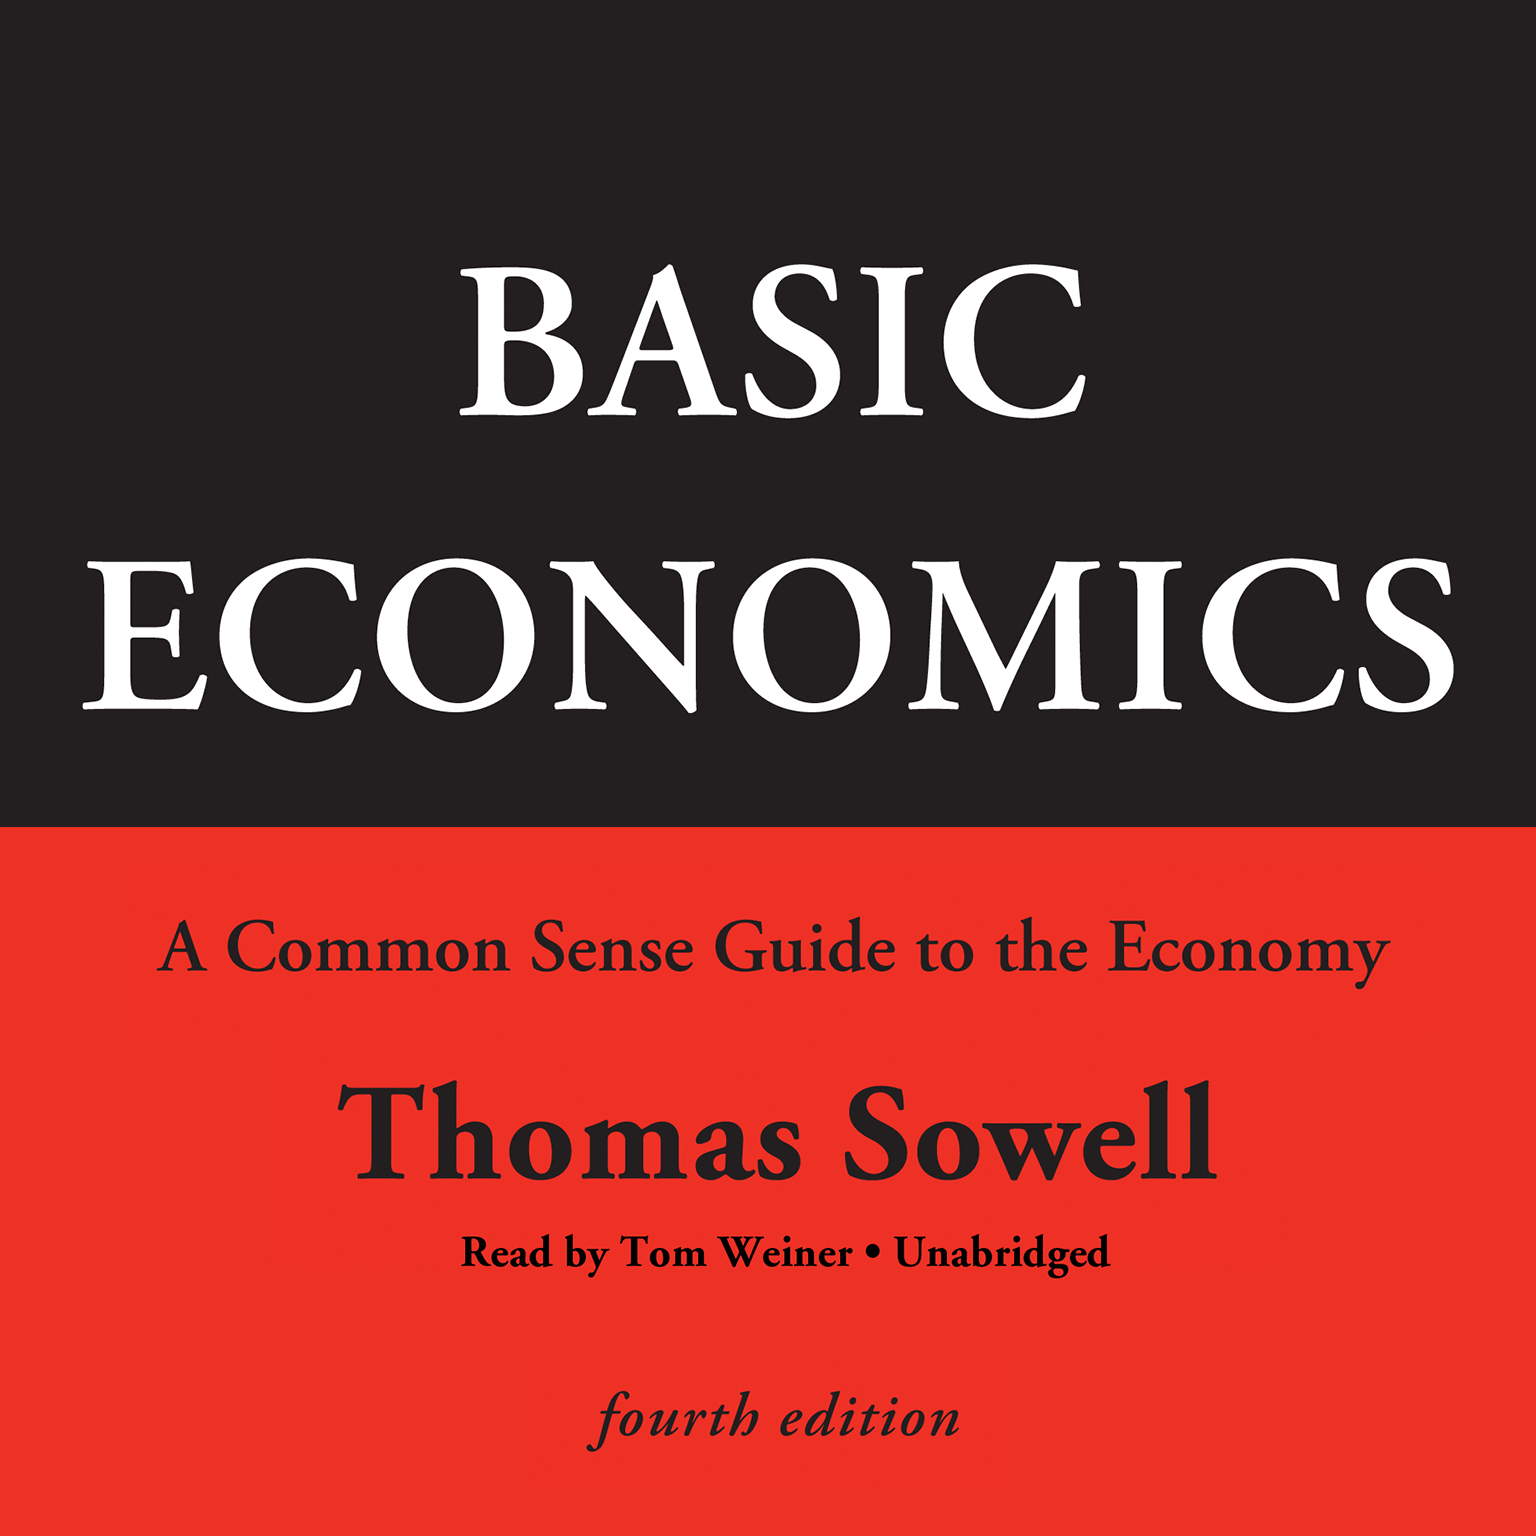 BASIC
ECONOMICS
A Common Sense Guide to the Economy
Thomas Sowell
Read by Tom Weiner • Unabridged
fourth edition